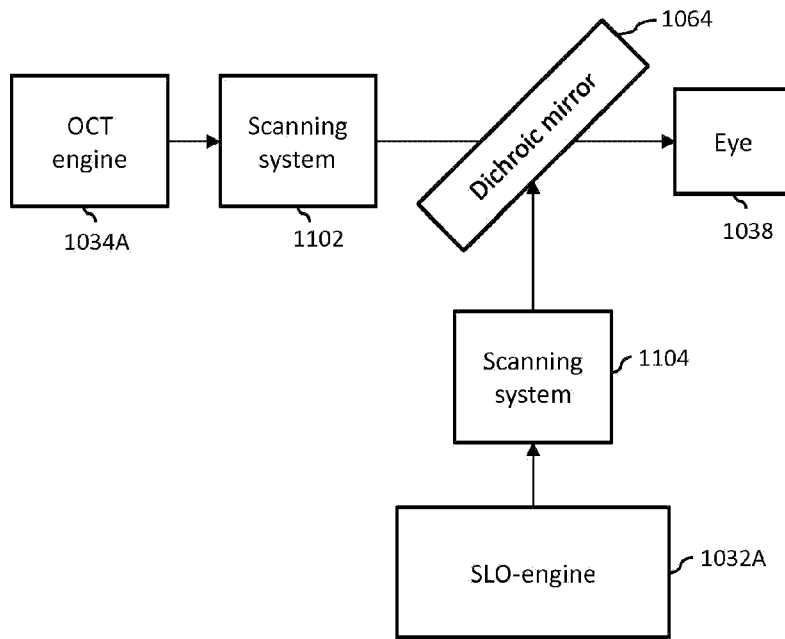 1064
OCT
engine
Scanning
system
Dichroic mirror
Eye
1034A
1102
1038
Scanning
system
1104
SLO-engine
1032A